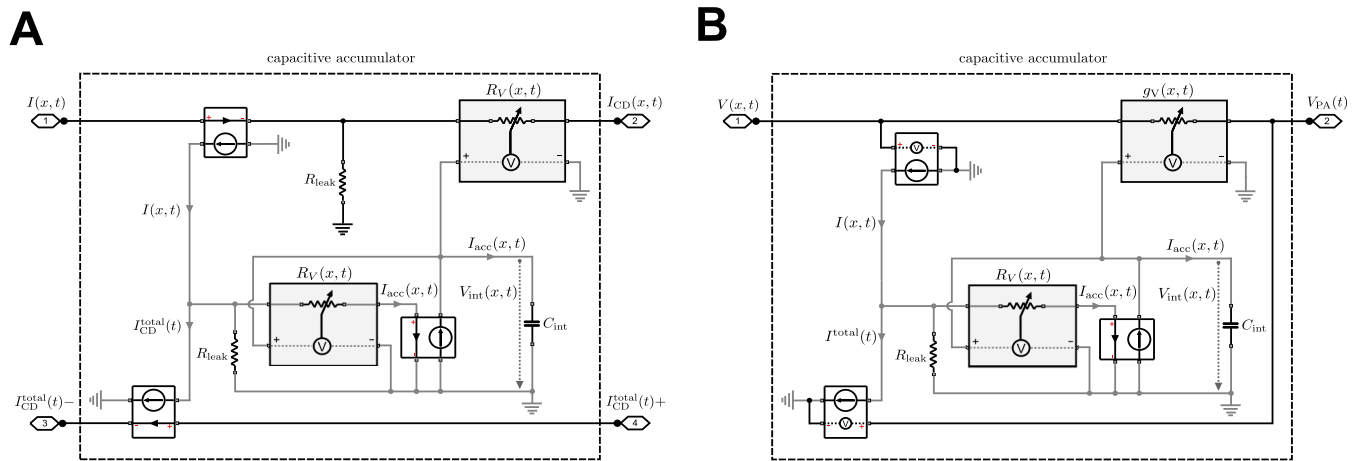 A
capacitive accumulator
I(x, t)
1
+
-
R_V(x, t)
V
+
−
I_CD(x, t)
2
R_leak
I(x, t)
I_acc(x, t)
R_V(x, t)
I_acc(x, t)
V_int(x, t)
I_CD^total(t)
R_leak
+
V
−
+
-
C_int
I_CD^total(t)−
3
-
+
I_CD^total(t)+
4
B
capacitive accumulator
V(x, t)
1
+
V
-
g_V(x, t)
V
+
−
V_PA(t)
2
I(x, t)
I_acc(x, t)
R_V(x, t)
I_acc(x, t)
V_int(x, t)
I^total(t)
R_leak
+
V
−
+
-
C_int
-
V
+